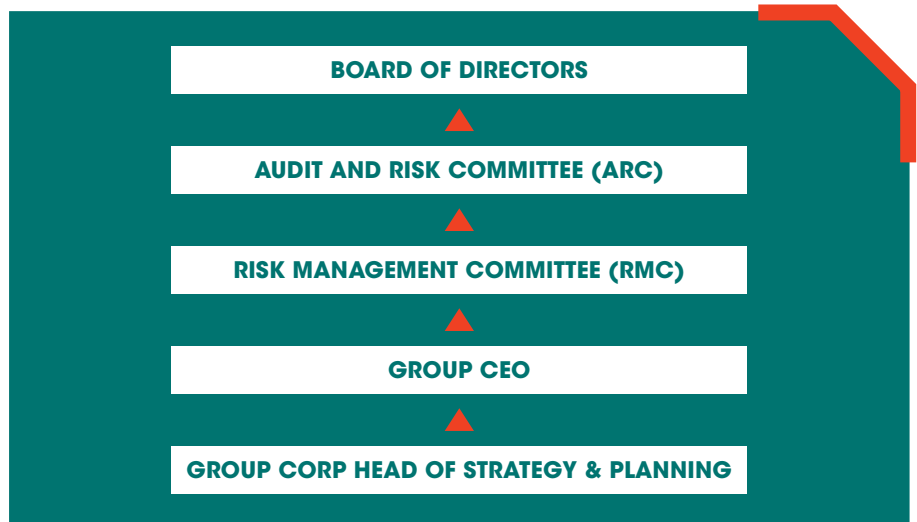 BOARD OF DIRECTORS
AUDIT AND RISK COMMITTEE (ARC)
RISK MANAGEMENT COMMITTEE (RMC)
GROUP CEO
GROUP CORP HEAD OF STRATEGY & PLANNING